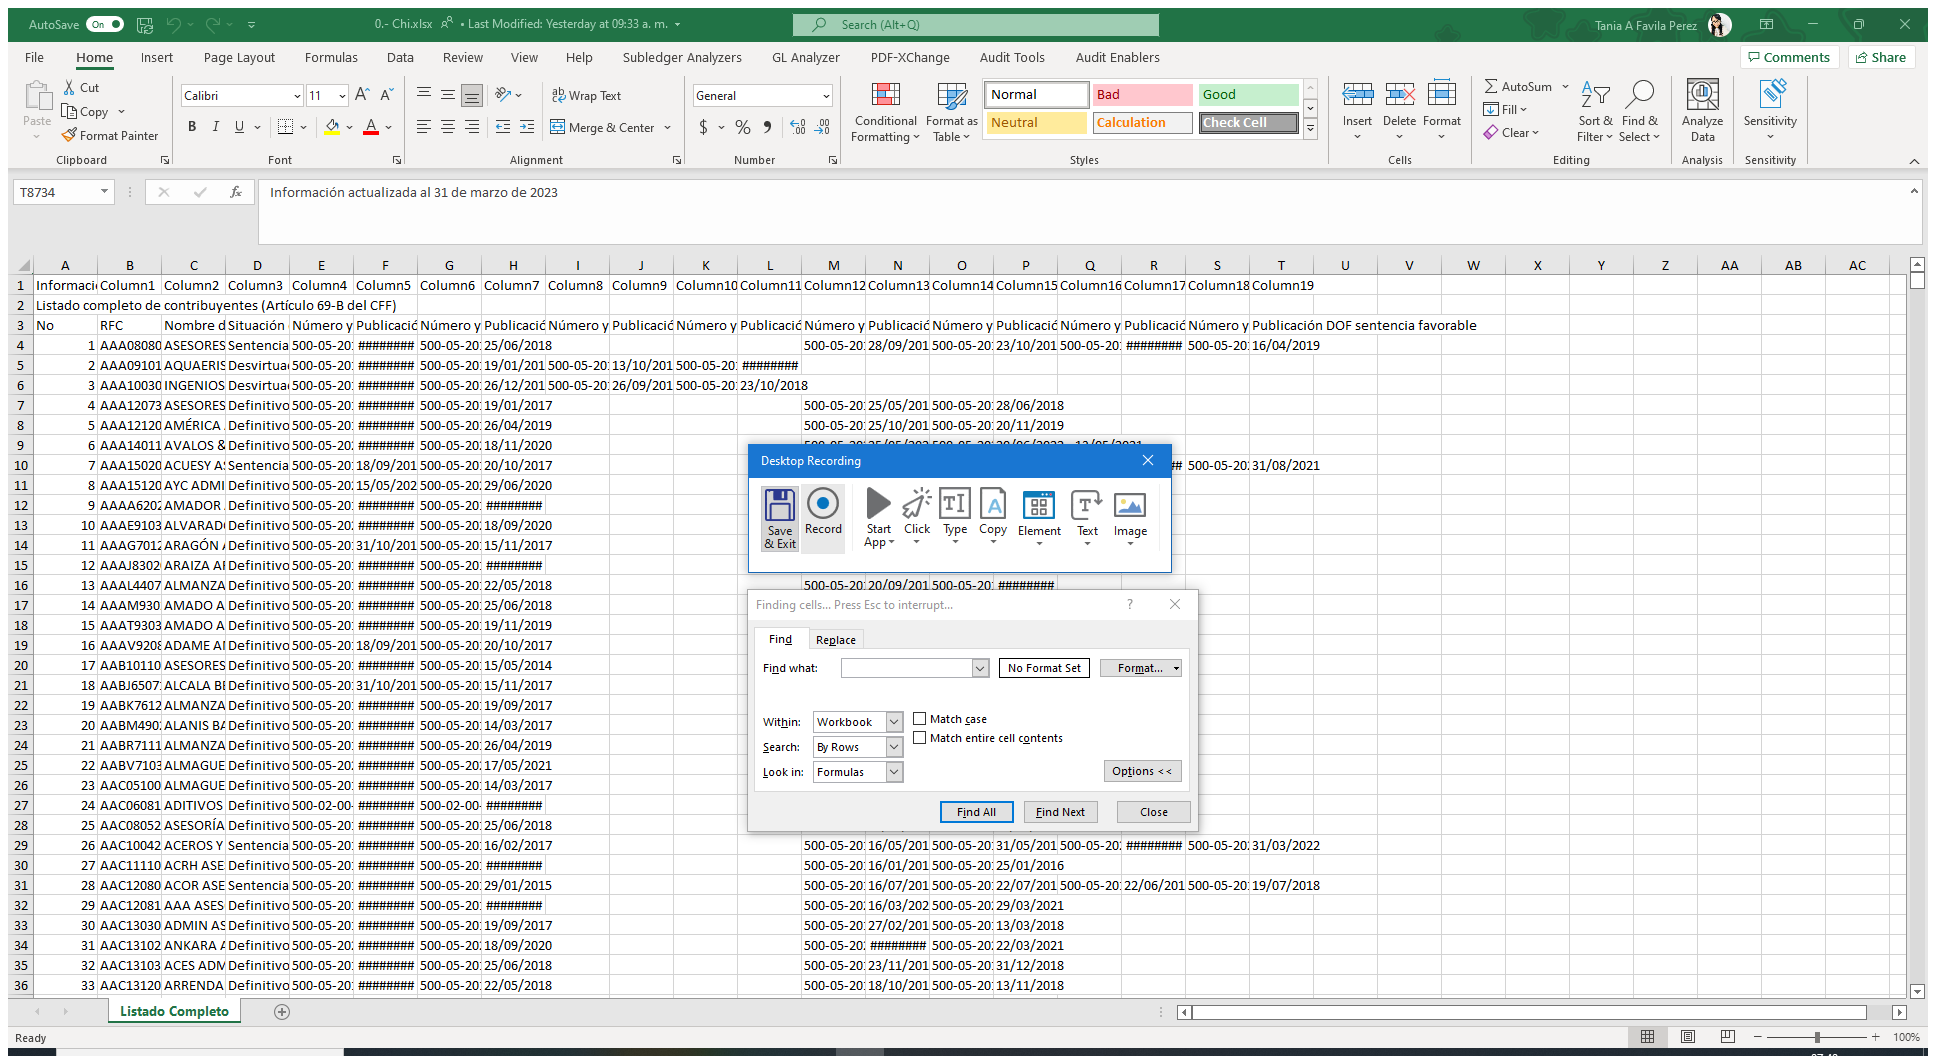 AutoSave On 0.- Chi.xlsx • Last Modified: Yesterday at 09:33 a. m. Search (Alt+Q) Tania A Favila Perez
File Home Insert Page Layout Formulas Data Review View Help Subledger Analyzers GL Analyzer PDF-XChange Audit Tools Audit Enablers Comments Share
Paste Cut Copy Format Painter Clipboard
Calibri 11 B I U Font
Wrap Text Merge & Center Alignment
General $ % Number
Conditional Formatting Format as Table Normal Bad Good Neutral Calculation Check Cell Styles
Insert Delete Format Cells
AutoSum Fill Clear Sort & Filter Find & Select Editing
Analyze Data Analysis Sensitivity Sensitivity
T8734 fx Información actualizada al 31 de marzo de 2023
A B C D E F G H I J K L M N O P Q R S T U V W X Y Z AA AB AC
1 Informaci Column1 Column2 Column3 Column4 Column5 Column6 Column7 Column8 Column9 Column10 Column11 Column12 Column13 Column14 Column15 Column16 Column17 Column18 Column19
2 Listado completo de contribuyentes (Artículo 69-B del CFF)
3 No RFC Nombre d Situación Número y Publicació Número y Publicació Número y Publicació Número y Publicació Número y Publicació Número y Publicació Número y Publicació Número y Publicación DOF sentencia favorable
4 1 AAA08080 ASESORES Sentencia 500-05-20 ######## 500-05-20 25/06/2018 500-05-20 28/09/201 500-05-20 23/10/201 500-05-20 ######## 500-05-20 16/04/2019
5 2 AAA09101 AQUAERIS Desvirtua 500-05-20 ######## 500-05-20 19/01/201 500-05-20 13/10/201 500-05-20 ########
6 3 AAA10030 INGENIOS Desvirtua 500-05-20 ######## 500-05-20 26/12/201 500-05-20 26/09/201 500-05-20 23/10/2018
7 4 AAA12073 ASESORES Definitivo 500-05-20 ######## 500-05-20 19/01/2017 500-05-20 25/05/201 500-05-20 28/06/2018
8 5 AAA12120 AMÉRICA Definitivo 500-05-20 ######## 500-05-20 26/04/2019 500-05-20 25/10/201 500-05-20 20/11/2019
9 6 AAA14011 AVALOS & Definitivo 500-05-20 ######## 500-05-20 18/11/2020
10 7 AAA15020 ACUESY AS Sentencia 500-05-20 18/09/201 500-05-20 20/10/2017 ## 500-05-20 31/08/2021
11 8 AAA15120 AYC ADMI Definitivo 500-05-20 15/05/202 500-05-20 29/06/2020
12 9 AAAA6202 AMADOR Definitivo 500-05-20 ######## 500-05-20 ########
13 10 AAAE9103 ALVARAD Definitivo 500-05-20 ######## 500-05-20 18/09/2020
14 11 AAAG7012 ARAGÓN A Definitivo 500-05-20 31/10/201 500-05-20 15/11/2017
15 12 AAAJ8302 ARAIZA AR Definitivo 500-05-20 ######## 500-05-20 ########
16 13 AAAL4407 ALMANZA Definitivo 500-05-20 ######## 500-05-20 22/05/2018 500-05-20 20/09/201 500-05-20 ########
17 14 AAAM930 AMADO A Definitivo 500-05-20 ######## 500-05-20 25/06/2018
18 15 AAAT9303 AMADO A Definitivo 500-05-20 ######## 500-05-20 19/11/2019
19 16 AAAV9208 ADAME AI Definitivo 500-05-20 18/09/201 500-05-20 20/10/2017
20 17 AAB10110 ASESORES Definitivo 500-05-20 ######## 500-05-20 15/05/2014
21 18 AABJ6507 ALCALA BE Definitivo 500-05-20 31/10/201 500-05-20 15/11/2017
22 19 AABK7612 ALMANZA Definitivo 500-05-20 ######## 500-05-20 19/09/2017
23 20 AABM490 ALANIS BA Definitivo 500-05-20 ######## 500-05-20 14/03/2017
24 21 AABR7111 ALMANZA Definitivo 500-05-20 ######## 500-05-20 26/04/2019
25 22 AABV7103 ALMAGUE Definitivo 500-05-20 ######## 500-05-20 17/05/2021
26 23 AAC05100 ALMAGUE Definitivo 500-05-20 ######## 500-05-20 14/03/2017
27 24 AAC06081 ADITIVOS Definitivo 500-02-00- ######## 500-02-00- ########
28 25 AAC08052 ASESORÍA Definitivo 500-05-20 ######## 500-05-20 25/06/2018
29 26 AAC10042 ACEROS Y Sentencia 500-05-20 ######## 500-05-20 16/02/2017 500-05-20 16/05/201 500-05-20 31/05/201 500-05-20 ######## 500-05-20 31/03/2022
30 27 AAC11110 ACRH ASE Definitivo 500-05-20 ######## 500-05-20 ######## 500-05-20 16/01/201 500-05-20 25/01/2016
31 28 AAC12080 ACOR ASE Sentencia 500-05-20 ######## 500-05-20 29/01/2015 500-05-20 16/07/201 500-05-20 22/07/201 500-05-20 22/06/201 500-05-20 19/07/2018
32 29 AAC12081 AAA ASES Definitivo 500-05-20 ######## 500-05-20 ######## 500-05-20 16/03/202 500-05-20 29/03/2021
33 30 AAC13030 ADMIN AS Definitivo 500-05-20 ######## 500-05-20 19/09/2017 500-05-20 27/02/201 500-05-20 13/03/2018
34 31 AAC13102 ANKARA A Definitivo 500-05-20 ######## 500-05-20 18/09/2020 500-05-20 ######## 500-05-20 22/03/2021
35 32 AAC13103 ACES ADM Definitivo 500-05-20 ######## 500-05-20 25/06/2018 500-05-20 23/11/201 500-05-20 31/12/2018
36 33 AAC13120 ARRENDA Definitivo 500-05-20 ######## 500-05-20 22/05/2018 500-05-20 18/10/201 500-05-20 13/11/2018
Desktop Recording
Save & Exit Record Start App Click Type Copy Element Text Image
Finding cells... Press Esc to interrupt... ?
Find Replace
Find what: No Format Set Format...
Within: Workbook Match case
Match entire cell contents
Search: By Rows
Look in: Formulas Options <<
Find All Find Next Close
Listado Completo
Ready 100%